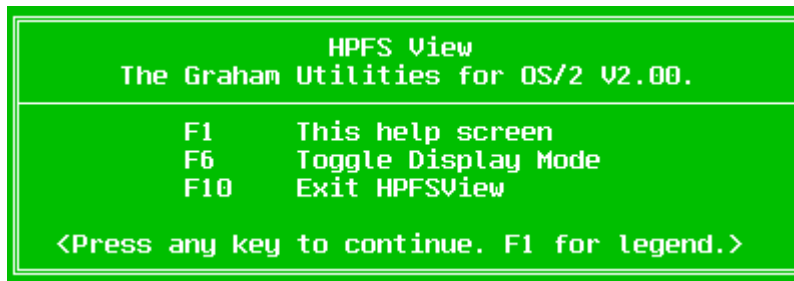 HPFS View
The Graham Utilities for OS/2 V2.00.
F1 This help screen
F6 Toggle Display Mode
F10 Exit HPFSView
<Press any key to continue. F1 for legend.>